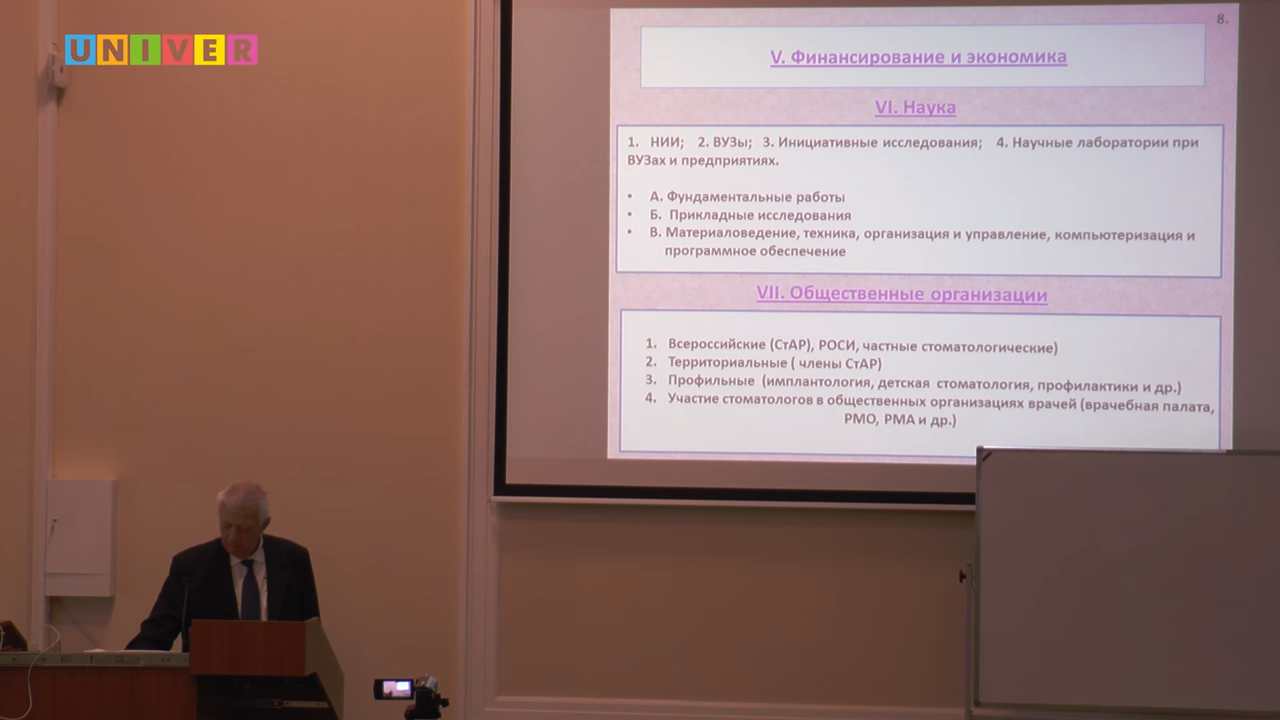 UNIVER
8.
V. Финансирование и экономика
VI. Наука
1. НИИ; 2. ВУЗы; 3. Инициативные исследования; 4. Научные лаборатории при
ВУЗах и предприятиях.
• А. Фундаментальные работы
• Б. Прикладные исследования
• В. Материаловедение, техника, организация и управление, компьютеризация и
программное обеспечение
VII. Общественные организации
1. Всероссийские (СтАР), РОСИ, частные стоматологические)
2. Территориальные ( члены СтАР)
3. Профильные (имплантология, детская стоматология, профилактики и др.)
4. Участие стоматологов в общественных организациях врачей (врачебная палата,
РМО, РМА и др.)